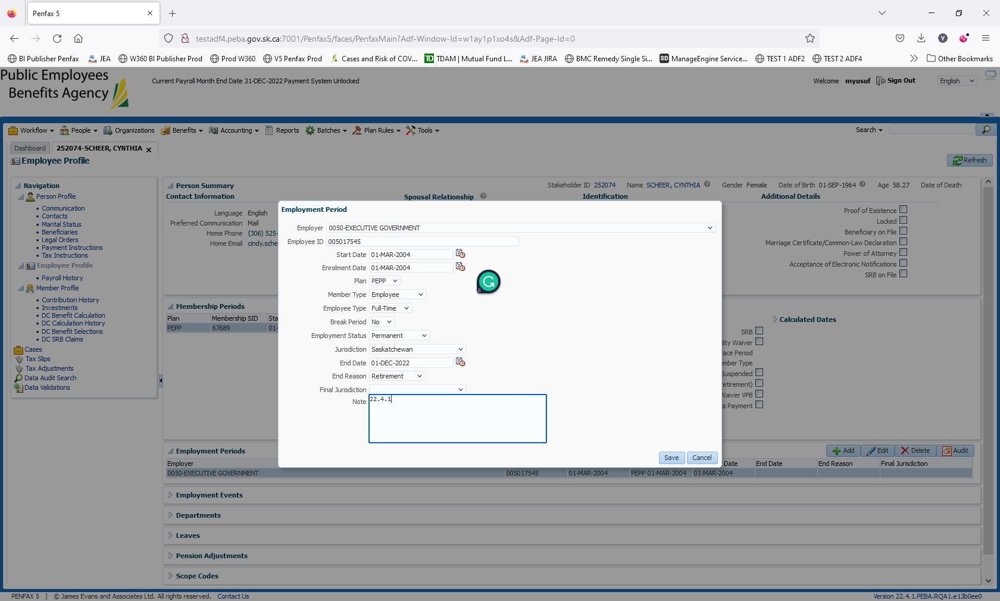 Penfax 5
testadf4.peba.gov.sk.ca:7001/Penfax5/faces/PenfaxMain?Adf-Window-Id=w1ay1p1xo4s&Adf-Page-Id=0
Y
BI Publisher Penfax JEA W360 BI Publisher Prod Prod W360 V5 Penfax Prod Cases and Risk of COV... TDAM | Mutual Fund L... JEA JIRA BMC Remedy Single Si... ManageEngine Service... TEST 1 ADF2 TEST 2 ADF4 Other Bookmarks
Public Employees
Benefits Agency
Current Payroll Month End Date 31-DEC-2022 Payment System Unlocked
Welcome myusuf Sign Out English
Workflow People Organizations Benefits Accounting Reports Batches Plan Rules Tools Search
Dashboard 252074-SCHEER, CYNTHIA
Employee Profile Refresh
Navigation
Person Profile
Communication
Contacts
Marital Status
Beneficiaries
Legal Orders
Payment Instructions
Tax Instructions
Employee Profile
Payroll History
Member Profile
Contribution History
Investments
DC Benefit Calculation
DC Calculation History
DC Benefit Selections
DC SRB Claims
Cases
Tax Slips
Tax Adjustments
Data Audit Search
Data Validations
Person Summary Stakeholder ID 252074 Name SCHEER, CYNTHIA Gender Female Date of Birth 01-SEP-1964 Age 58.27 Date of Death
Contact Information Spousal Relationship Identification Additional Details
Language English
Preferred Communication Mail
Home Phone (306) 525-
Home Email cindy.sche
Proof of Existence
Locked
Beneficiary on File
Marriage Certificate/Common-Law Declaration
Power of Attorney
Acceptance of Electronic Notifications
SRB on File
Membership Periods
Plan Membership SID Sta
PEPP 67689 01-
Calculated Dates
SRB
lity Waiver
race Period
mber Type
Suspended
retirement)
Waiver VPB
ss Payment
Employment Period
Employer 0050-EXECUTIVE GOVERNMENT
Employee ID 005017545
Start Date 01-MAR-2004
Enrolment Date 01-MAR-2004
Plan PEPP
Member Type Employee
Employee Type Full-Time
Break Period No
Employment Status Permanent
Jurisdiction Saskatchewan
End Date 01-DEC-2022
End Reason Retirement
Final Jurisdiction
Note 22.4.1
Save Cancel
Employment Periods Add Edit Delete Audit
Employer Date End Date End Reason Final Jurisdiction
0050-EXECUTIVE GOVERNMENT 005017545 01-MAR-2004 PEPP 01-MAR-2004 01-MAR-2004
Employment Events
Departments
Leaves
Pension Adjustments
Scope Codes
PENFAX 5 | © James Evans and Associates Ltd. All rights reserved. Contact Us Version 22.4.1.PEBA.RQA1.e13b0ee0